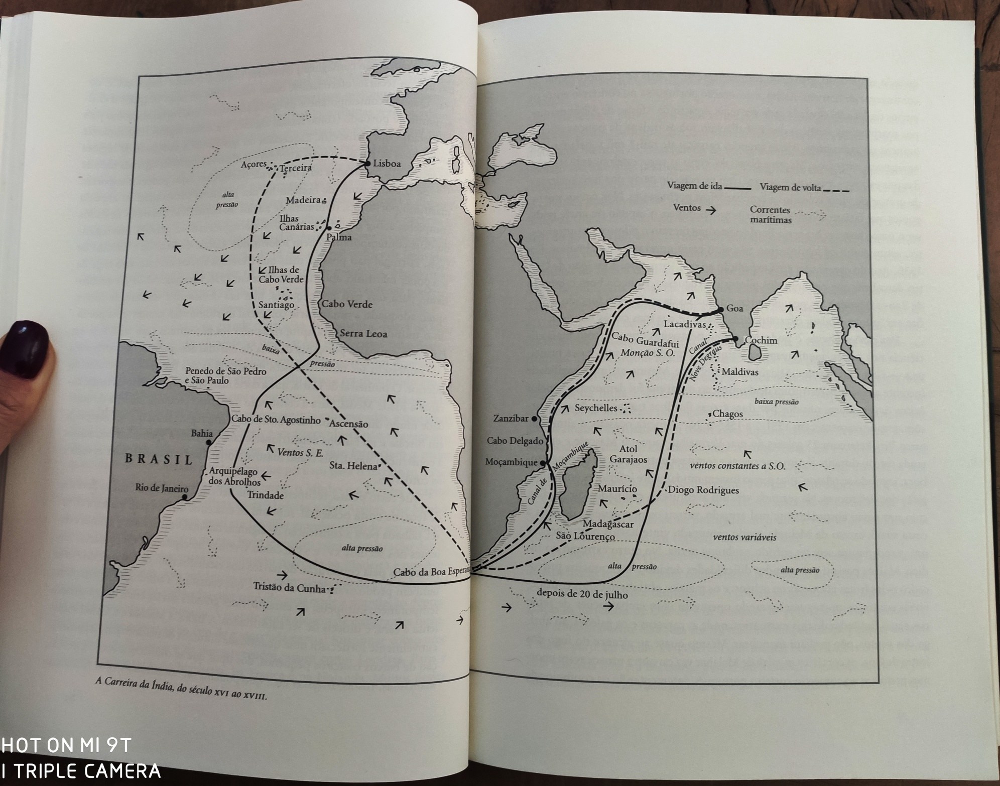 Lisboa
Açores
Terceira
alta
pressão
Madeira
Ilhas
Canárias
Palma
Ilhas de
Cabo Verde
Santiago
Cabo Verde
Serra Leoa
baixa
pressão
Penedo de São Pedro
e São Paulo
Cabo de Sto. Agostinho
Ascensão
Bahia
BRASIL
Ventos S. E.
Sta. Helena
Arquipélago
dos Abrolhos
Rio de Janeiro
Trindade
alta pressão
Cabo da Boa Esperan
Tristão da Cunha
Viagem de ida
Viagem de volta
Ventos
Correntes
marítimas
Goa
Lacadivas
Cabo Guardafui
Monção S. O.
Canal
Nove Degraus
Cochim
Maldivas
baixa pressão
Seychelles
Chagos
Zanzibar
Cabo Delgado
Moçambique
Canal de
Moçambique
Atol
Garajaos
ventos constantes a S.O.
Maurício
Diogo Rodrigues
Madagascar
São Lourenço
ventos variáveis
alta pressão
alta pressão
depois de 20 de julho
A Carreira da Índia, do século XVI ao XVIII.
HOT ON MI 9T
I TRIPLE CAMERA